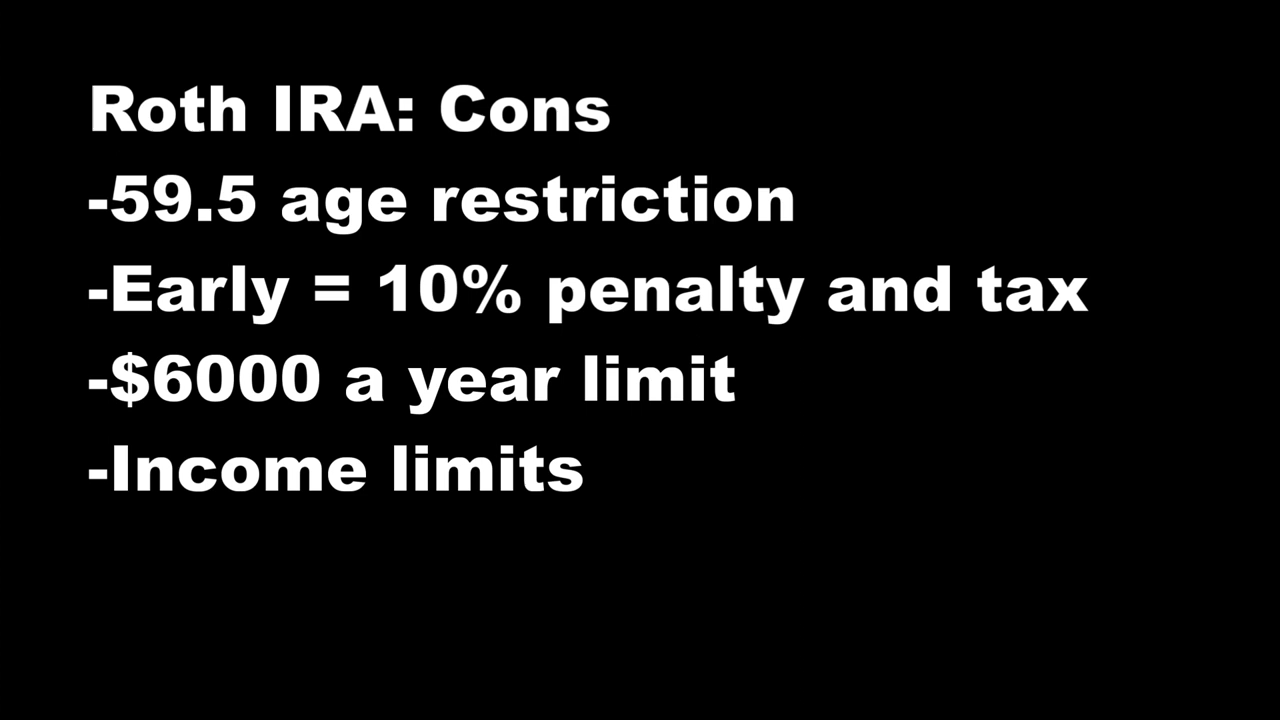 Roth IRA: Cons
-59.5 age restriction
-Early = 10% penalty and tax
-$6000 a year limit
-Income limits